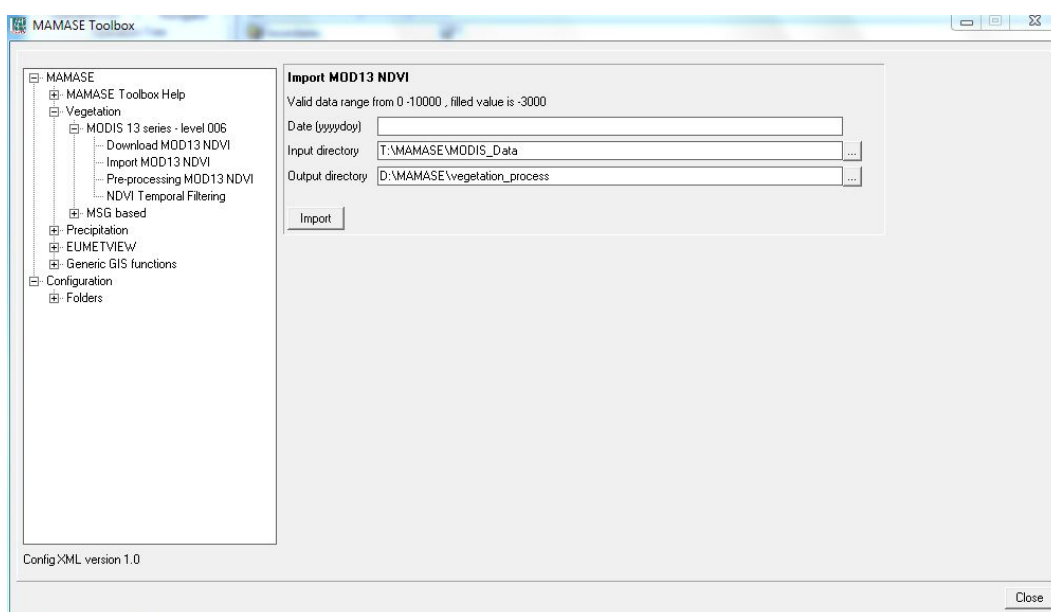 MAMASE Toolbox
MAMASE
MAMASE Toolbox Help
Vegetation
MODIS 13 series - level 006
Download MOD13 NDVI
Import MOD13 NDVI
Pre-processing MOD13 NDVI
NDVI Temporal Filtering
MSG based
Precipitation
EUMETVIEW
Generic GIS functions
Configuration
Folders
Config XML version 1.0
Import MOD13 NDVI
Valid data range from 0 -10000 , filled value is -3000
Date (yyyydoy)
Input directory T:\MAMASE\MODIS_Data ...
Output directory D:\MAMASE\vegetation_process ...
Import
Close